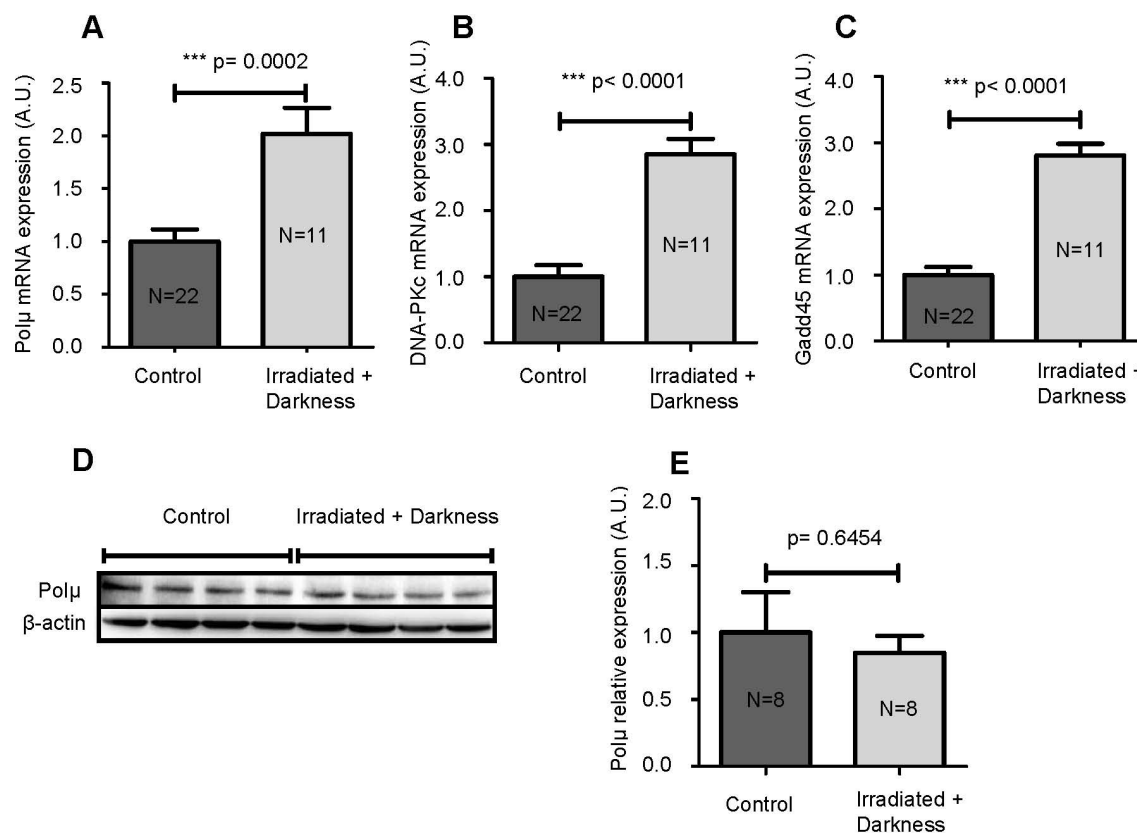 A
Polµ mRNA expression (A.U.)
*** p= 0.0002
2.5
2.0
1.5
1.0
0.5
0.0
N=22
N=11
Control
Irradiated +
Darkness
B
DNA-PKc mRNA expression (A.U.)
*** p< 0.0001
4.0
3.0
2.0
1.0
0.0
N=22
N=11
Control
Irradiated +
Darkness
C
Gadd45 mRNA expression (A.U.)
*** p< 0.0001
4.0
3.0
2.0
1.0
0.0
N=22
N=11
Control
Irradiated +
Darkness
D
Control
Irradiated + Darkness
Polµ
β-actin
E
Polµ relative expression (A.U.)
p= 0.6454
2.0
1.5
1.0
0.5
0.0
N=8
N=8
Control
Irradiated +
Darkness